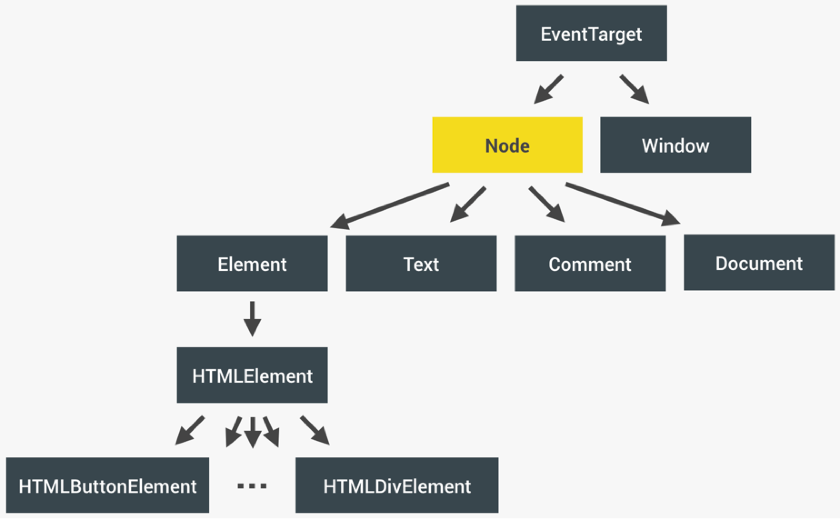 EventTarget
Node
Window
Element
Text
Comment
Document
HTMLElement
HTMLButtonElement
...
HTMLDivElement